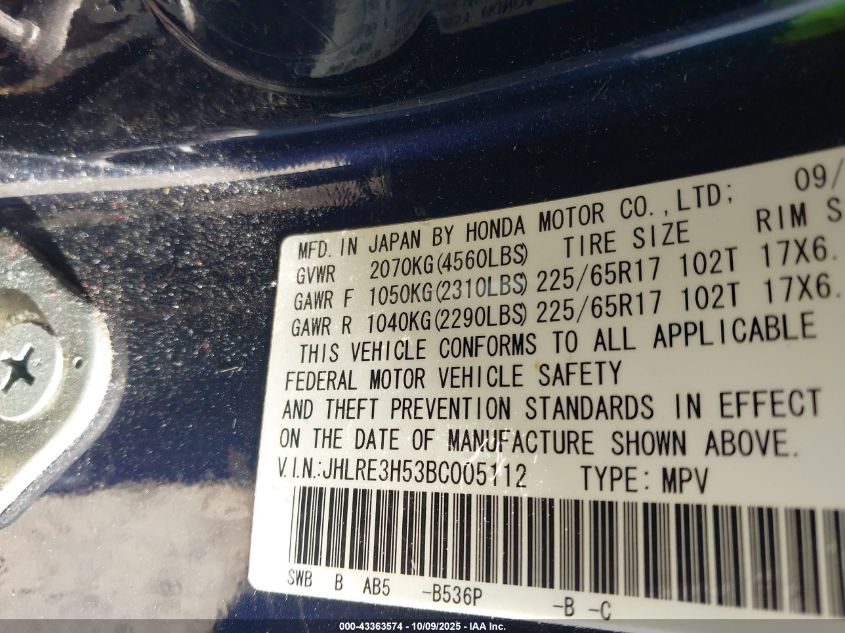 MFD. IN JAPAN BY HONDA MOTOR CO., LTD; 09/
GVWR 2070KG(4560LBS) TIRE SIZE RIM S
GAWR F 1050KG(2310LBS) 225/65R17 102T 17X6.
GAWR R 1040KG(2290LBS) 225/65R17 102T 17X6.
THIS VEHICLE CONFORMS TO ALL APPLICABLE
FEDERAL MOTOR VEHICLE SAFETY
AND THEFT PREVENTION STANDARDS IN EFFECT
ON THE DATE OF MANUFACTURE SHOWN ABOVE.
V.I.N.:JHLRE3H53BC005112 TYPE: MPV
SWB B AB5 -B536P -B -C
000-43363574 - 10/09/2025 - IAA Inc.